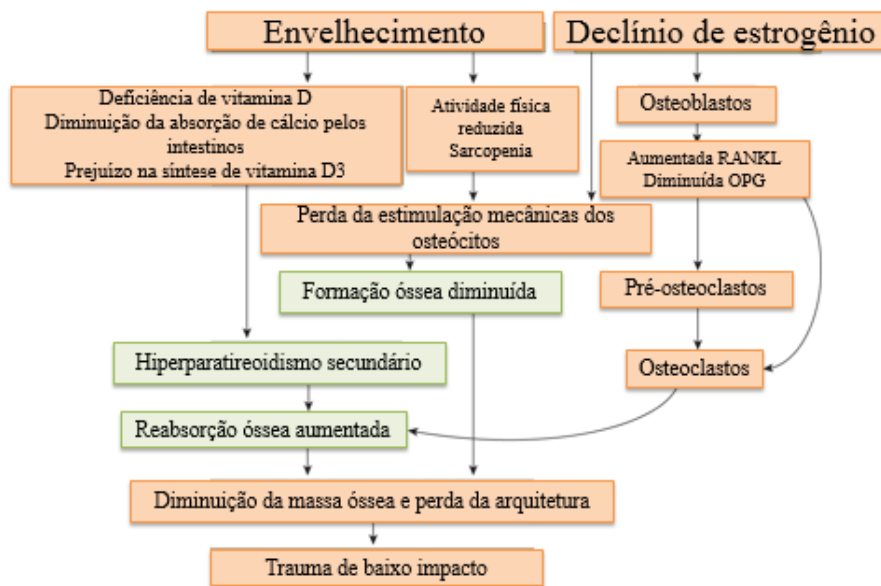 Envelhecimento
Declínio de estrogênio
Deficiência de vitamina D
Diminuição da absorção de cálcio pelos
intestinos
Prejuízo na síntese de vitamina D3
Atividade física
reduzida
Sarcopenia
Osteoblastos
Aumentada RANKL
Diminuída OPG
Perda da estimulação mecânicas dos
osteócitos
Formação óssea diminuída
Pré-osteoclastos
Hiperparatireoidismo secundário
Osteoclastos
Reabsorção óssea aumentada
Diminuição da massa óssea e perda da arquitetura
Trauma de baixo impacto